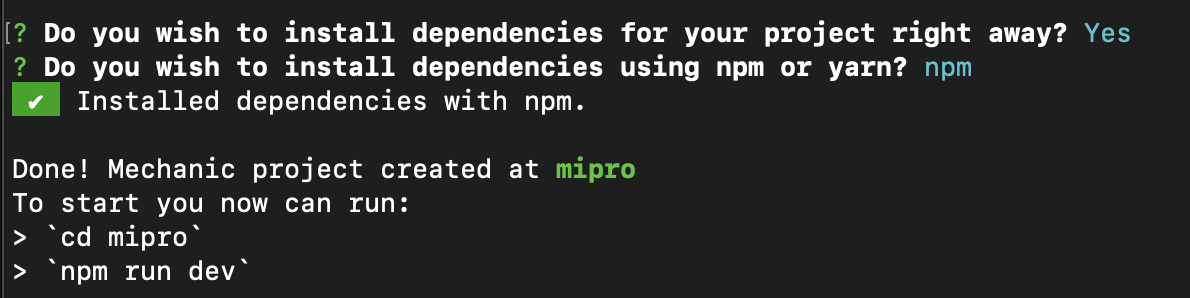 ? Do you wish to install dependencies for your project right away? Yes
? Do you wish to install dependencies using npm or yarn? npm
✔ Installed dependencies with npm.
Done! Mechanic project created at mipro
To start you now can run:
> `cd mipro`
> `npm run dev`